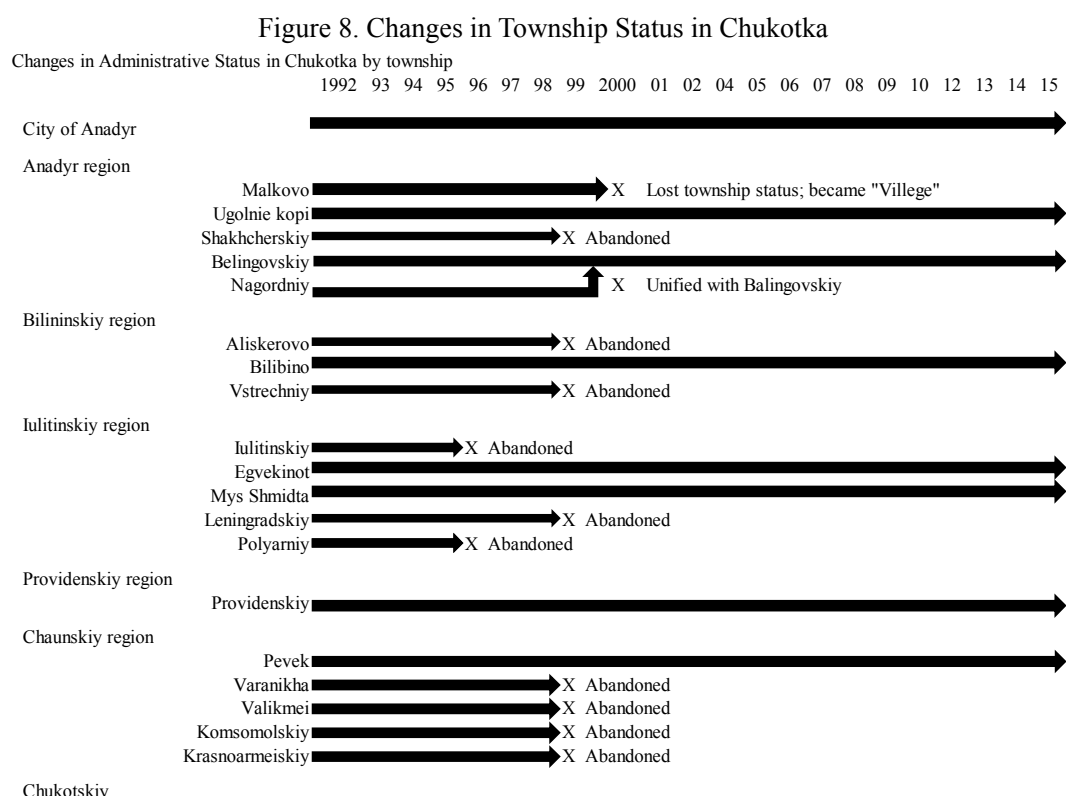 Figure 8. Changes in Township Status in Chukotka
Changes in Administrative Status in Chukotka by township
1992 93 94 95 96 97 98 99 2000 01 02 04 05 06 07 08 09 10 12 13 14 15
City of Anadyr
Anadyr region
Malkovo X Lost township status; became "Villege"
Ugolnie kopi
Shakhcherskiy X Abandoned
Belingovskiy
Nagordniy X Unified with Balingovskiy
Bilininskiy region
Aliskerovo X Abandoned
Bilibino
Vstrechniy X Abandoned
Iulitinskiy region
Iulitinskiy X Abandoned
Egvekinot
Mys Shmidta
Leningradskiy X Abandoned
Polyarniy X Abandoned
Providenskiy region
Providenskiy
Chaunskiy region
Pevek
Varanikha X Abandoned
Valikmei X Abandoned
Komsomolskiy X Abandoned
Krasnoarmeiskiy X Abandoned
Chukotskiy